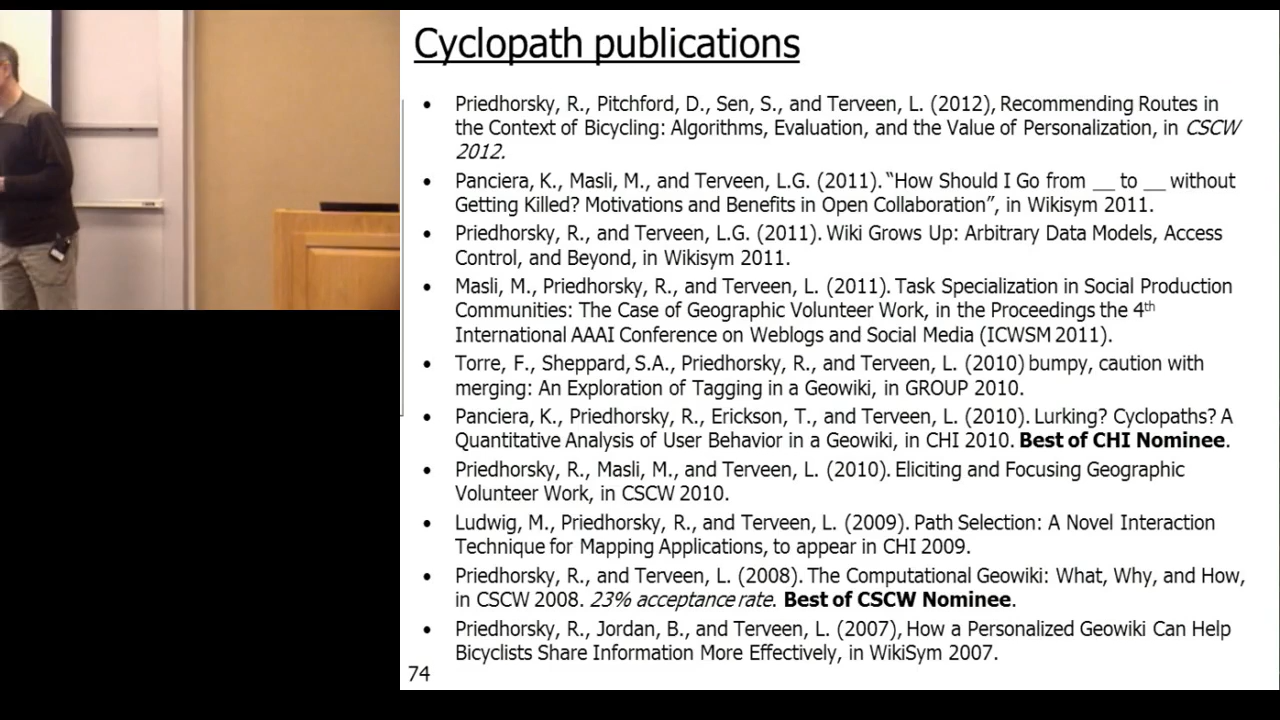 Cyclopath publications
• Priedhorsky, R., Pitchford, D., Sen, S., and Terveen, L. (2012), Recommending Routes in
the Context of Bicycling: Algorithms, Evaluation, and the Value of Personalization, in CSCW
2012.
• Panciera, K., Masli, M., and Terveen, L.G. (2011). “How Should I Go from __ to __ without
Getting Killed? Motivations and Benefits in Open Collaboration”, in Wikisym 2011.
• Priedhorsky, R., and Terveen, L.G. (2011). Wiki Grows Up: Arbitrary Data Models, Access
Control, and Beyond, in Wikisym 2011.
• Masli, M., Priedhorsky, R., and Terveen, L. (2011). Task Specialization in Social Production
Communities: The Case of Geographic Volunteer Work, in the Proceedings the 4th
International AAAI Conference on Weblogs and Social Media (ICWSM 2011).
• Torre, F., Sheppard, S.A., Priedhorsky, R., and Terveen, L. (2010) bumpy, caution with
merging: An Exploration of Tagging in a Geowiki, in GROUP 2010.
• Panciera, K., Priedhorsky, R., Erickson, T., and Terveen, L. (2010). Lurking? Cyclopaths? A
Quantitative Analysis of User Behavior in a Geowiki, in CHI 2010. Best of CHI Nominee.
• Priedhorsky, R., Masli, M., and Terveen, L. (2010). Eliciting and Focusing Geographic
Volunteer Work, in CSCW 2010.
• Ludwig, M., Priedhorsky, R., and Terveen, L. (2009). Path Selection: A Novel Interaction
Technique for Mapping Applications, to appear in CHI 2009.
• Priedhorsky, R., and Terveen, L. (2008). The Computational Geowiki: What, Why, and How,
in CSCW 2008. 23% acceptance rate. Best of CSCW Nominee.
• Priedhorsky, R., Jordan, B., and Terveen, L. (2007), How a Personalized Geowiki Can Help
Bicyclists Share Information More Effectively, in WikiSym 2007.
74